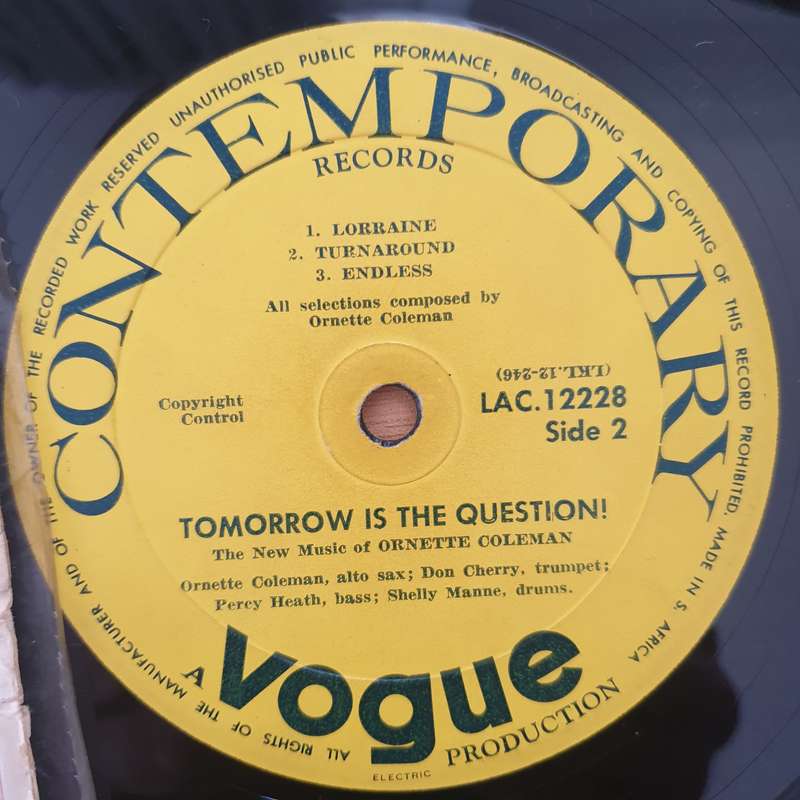 ALL RIGHTS OF THE MANUFACTURER AND OF THE OWNER OF THE RECORDED WORK RESERVED UNAUTHORISED PUBLIC PERFORMANCE, BROADCASTING AND COPYING OF THIS RECORD PROHIBITED. MADE IN S. AFRICA
CONTEMPORARY
RECORDS
1. LORRAINE
2. TURNAROUND
3. ENDLESS
All selections composed by
Ornette Coleman
Copyright
Control
(LKL.12-246)
LAC.12228
Side 2
TOMORROW IS THE QUESTION!
The New Music of ORNETTE COLEMAN
Ornette Coleman, alto sax; Don Cherry, trumpet;
Percy Heath, bass; Shelly Manne, drums.
A
vogue
PRODUCTION
ELECTRIC